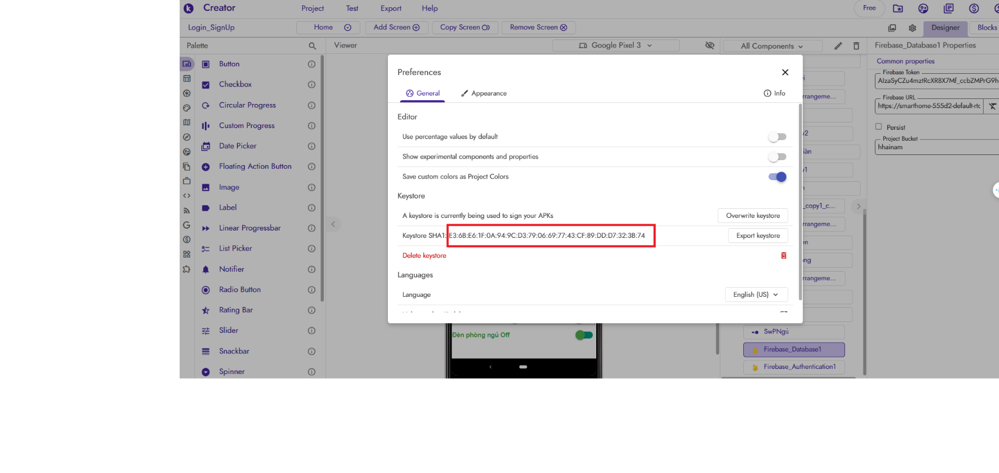 Creator
Project
Test
Export
Help
Free
Login_SignUp
Home
Add Screen
Copy Screen
Remove Screen
Designer
Blocks
Palette
Viewer
Google Pixel 3
All Components
Firebase_Database1 Properties
Button
Checkbox
Circular Progress
Custom Progress
Date Picker
Floating Action Button
Image
Label
Linear Progressbar
List Picker
Notifier
Radio Button
Rating Bar
Slider
Snackbar
Spinner
Preferences
General
Appearance
Info
Editor
Use percentage values by default
Show experimental components and properties
Save custom colors as Project Colors
Keystore
A keystore is currently being used to sign your APKs
Overwrite keystore
Keystore SHA1: E3:6B:E6:1F:0A:94:9C:D3:79:06:69:77:43:CF:89:DD:D7:32:3B:74
Export keystore
Delete keystore
Languages
Language
English (US)
Đèn phòng ngủ Off
rrangeme...
_copy1_c...
rrangeme...
rrangeme...
SwPNgủ
Firebase_Database1
Firebase_Authentication1
Common properties
Firebase Token
AIzaSyCZu4mztRcXR8X7Mf_ccbZMPrG9h
Firebase URL
https://smarthome-555d2-default-rtc
Persist
Project Bucket
hhainam